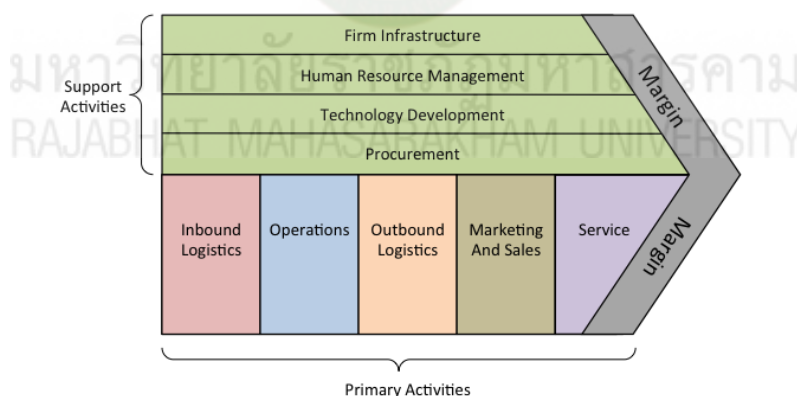 Firm Infrastructure
Human Resource Management
Technology Development
Procurement
Support
Activities
Margin
มหาวิทยาลัยราชภัฏมหาสารคาม
RAJABHAT MAHASARAKHAM UNIVERSITY
Inbound
Logistics
Operations
Outbound
Logistics
Marketing
And Sales
Service
Margin
Primary Activities